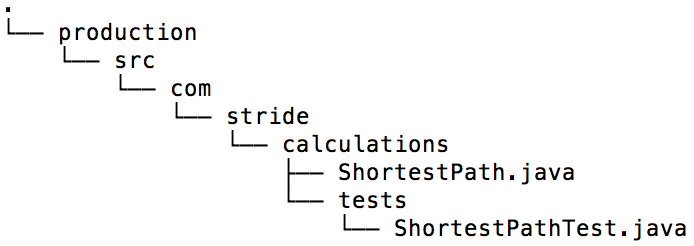 .
└── production
    └── src
        └── com
            └── stride
                └── calculations
                    ├── ShortestPath.java
                    └── tests
                        └── ShortestPathTest.java